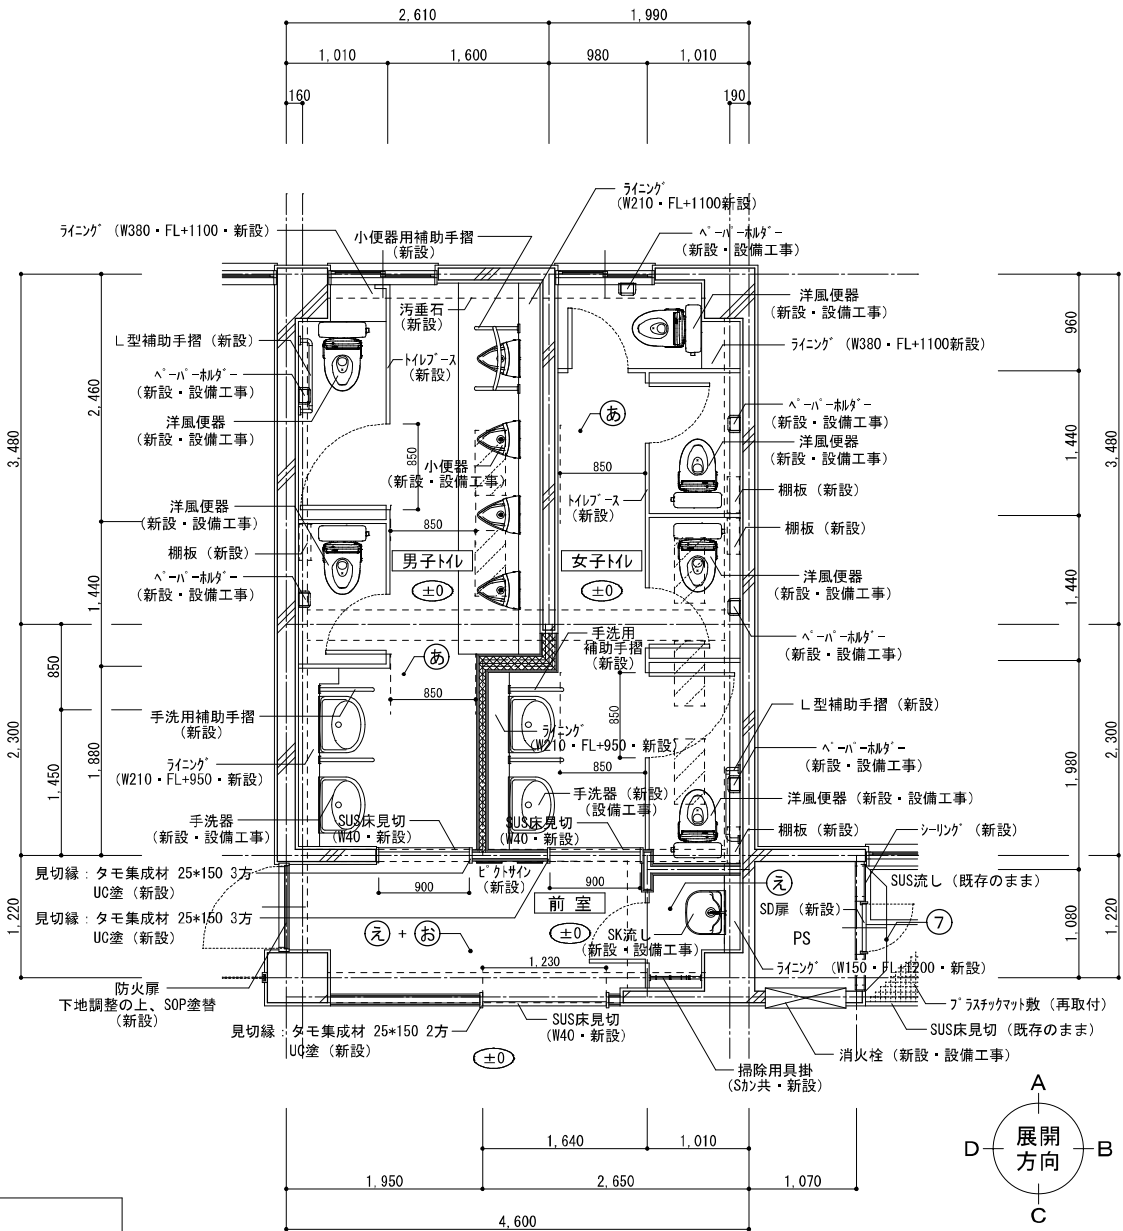 2,610
1,990
1,010
1,600
980
1,010
160
190
ライニング
(W210・FL+1100新設)
ライニング (W380・FL+1100・新設)
小便器用補助手摺
(新設)
ペーパーホルダー
(新設・設備工事)
汚垂石
(新設)
洋風便器
(新設・設備工事)
L型補助手摺 (新設)
トイレブース
(新設)
ライニング (W380・FL+1100新設)
960
ペーパーホルダー
(新設・設備工事)
2,460
3,480
洋風便器
(新設・設備工事)
あ
ペーパーホルダー
(新設・設備工事)
洋風便器
(新設・設備工事)
1,440
3,480
850
小便器
(新設・設備工事)
850
トイレブース
(新設)
棚板 (新設)
洋風便器
(新設・設備工事)
850
棚板 (新設)
棚板 (新設)
男子トイレ
女子トイレ
ペーパーホルダー
(新設・設備工事)
±0
±0
洋風便器
(新設・設備工事)
1,440
1,440
手洗用
補助手摺
(新設)
ペーパーホルダー
(新設・設備工事)
850
あ
850
L型補助手摺 (新設)
手洗用補助手摺
(新設)
850
ライニング
(W210・FL+950・新設)
ペーパーホルダー
(新設・設備工事)
2,300
1,450
1,880
ライニング
(W210・FL+950・新設)
850
1,980
2,300
手洗器 (新設)
(設備工事)
洋風便器 (新設・設備工事)
手洗器
(新設・設備工事)
SUS床見切
(W40・新設)
SUS床見切
(W40・新設)
棚板 (新設)
シーリング (新設)
見切縁：タモ集成材 25*150 3方
UC塗 (新設)
ピクトサイン
(新設)
SUS流し (既存のまま)
900
900
え
見切縁：タモ集成材 25*150 3方
UC塗 (新設)
前 室
SD扉 (新設)
7
1,220
え + お
±0
SK流し
(新設・設備工事)
PS
1,080
1,220
1,230
ライニング (W150・FL+1200・新設)
防火扉
下地調整の上、SOP塗替
(新設)
プラスチックマット敷 (再取付)
見切縁：タモ集成材 25*150 2方
UC塗 (新設)
SUS床見切
(W40・新設)
SUS床見切 (既存のまま)
±0
消火栓 (新設・設備工事)
掃除用具掛
(Sカン共・新設)
A
D
展開
方向
B
C
1,640
1,010
1,950
2,650
1,070
4,600